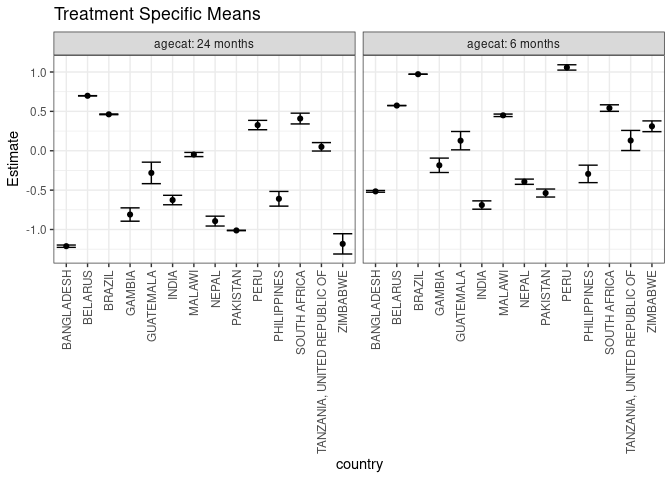 Treatment Specific Means
agecat: 24 months
agecat: 6 months
Estimate
1.0
0.5
0.0
-0.5
-1.0
BANGLADESH
BELARUS
BRAZIL
GAMBIA
GUATEMALA
INDIA
MALAWI
NEPAL
PAKISTAN
PERU
PHILIPPINES
SOUTH AFRICA
TANZANIA, UNITED REPUBLIC OF
ZIMBABWE
BANGLADESH
BELARUS
BRAZIL
GAMBIA
GUATEMALA
INDIA
MALAWI
NEPAL
PAKISTAN
PERU
PHILIPPINES
SOUTH AFRICA
TANZANIA, UNITED REPUBLIC OF
ZIMBABWE
country